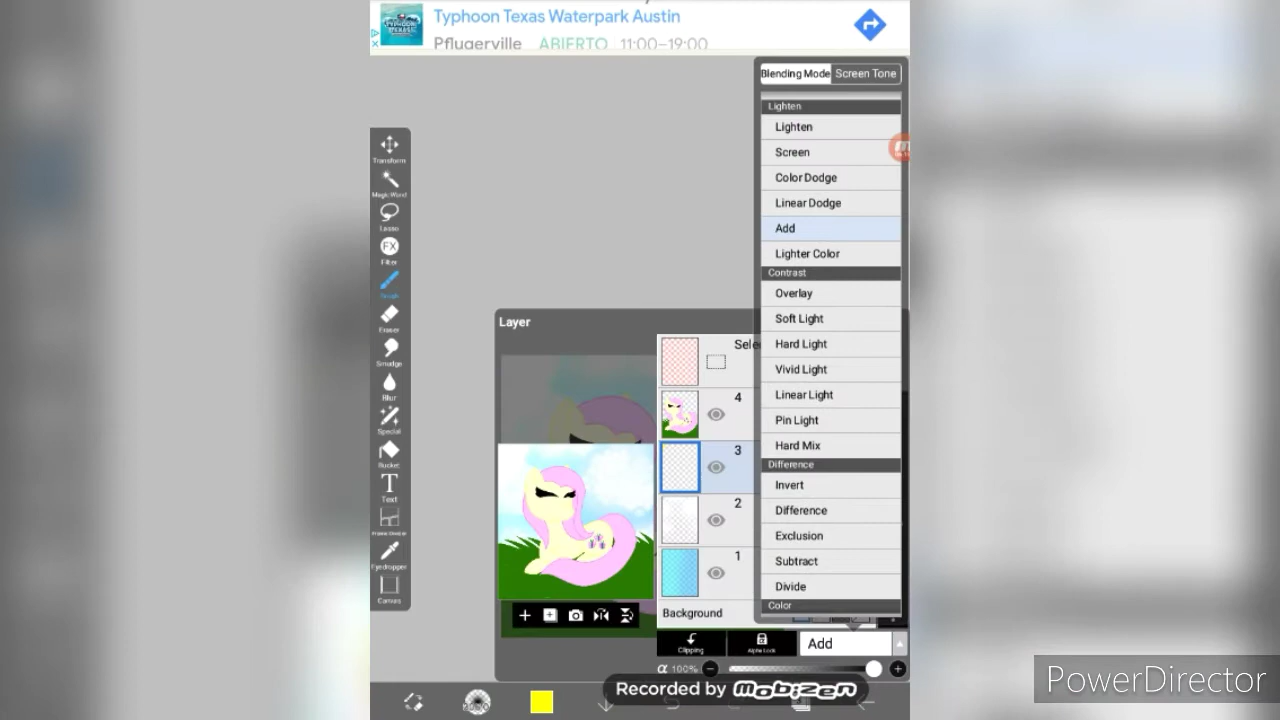 Typhoon Texas Waterpark Austin
Pflugerville ABIERTO 11:00–19:00
Blending Mode Screen Tone
Lighten
Lighten
Screen
Color Dodge
Linear Dodge
Add
Lighter Color
Contrast
Overlay
Soft Light
Hard Light
Vivid Light
Linear Light
Pin Light
Hard Mix
Difference
Invert
Difference
Exclusion
Subtract
Divide
Color
Transform
Magic Wand
Lasso
FX
Filter
Eraser
Smudge
Blur
Special
Bucket
T
Text
Frame Divider
Eyedropper
Canvas
Layer
4
3
2
1
Background
Clipping
Alpha Lock
Add
α 100%
Recorded by mobizen
PowerDirector